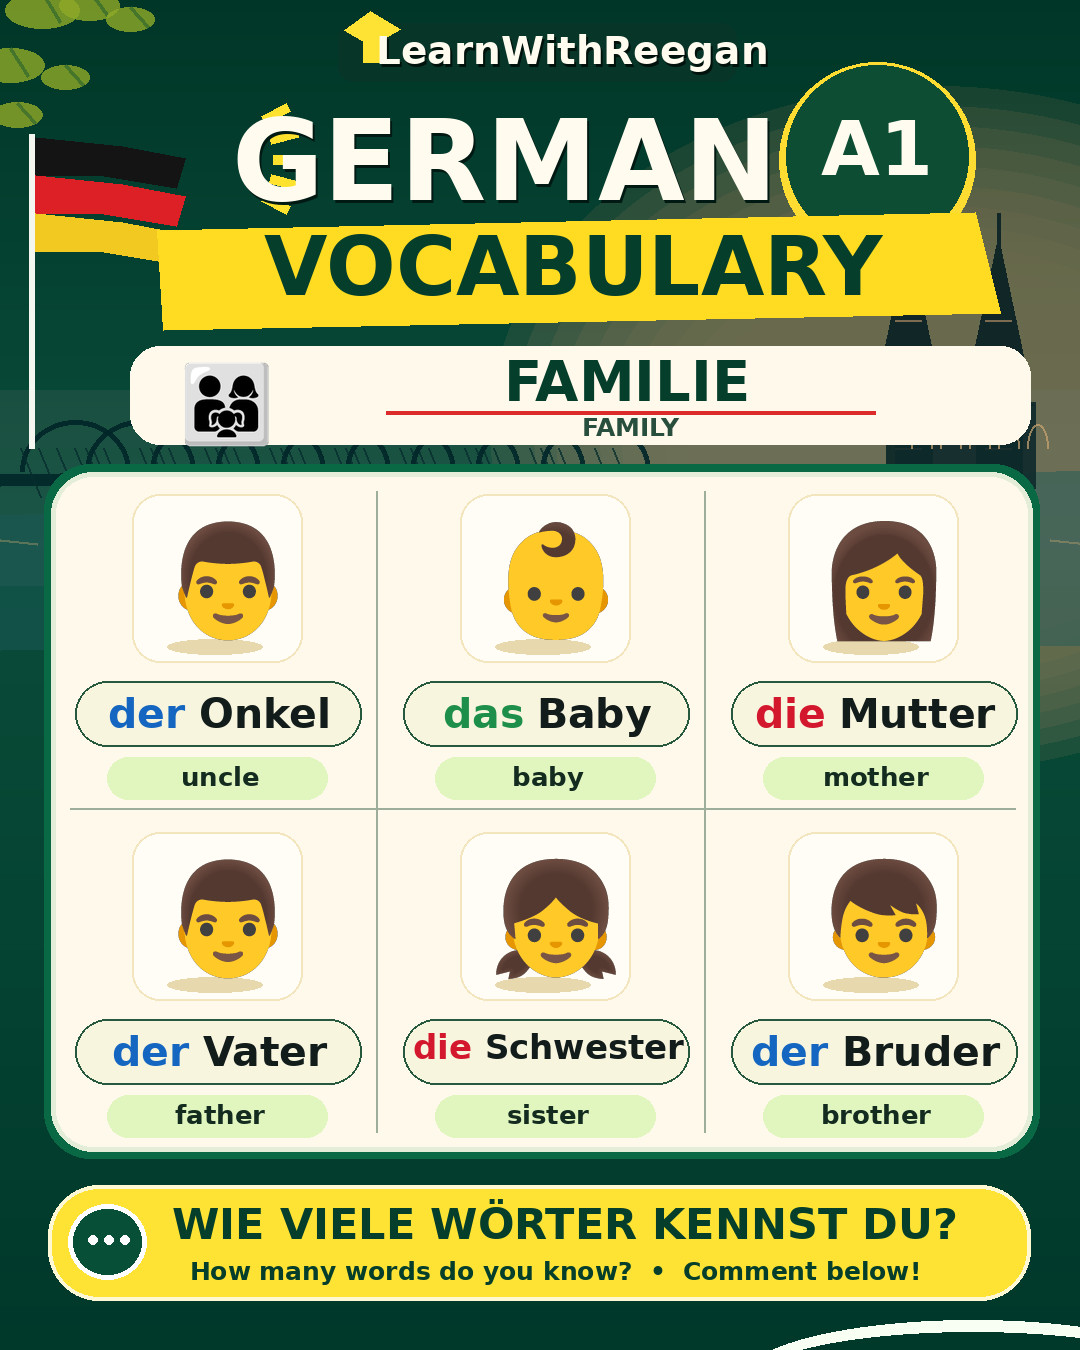 LearnWithReegan
GERMAN
A1
VOCABULARY
FAMILIE
FAMILY
der Onkel
das Baby
die Mutter
uncle
baby
mother
der Vater
die Schwester
der Bruder
father
sister
brother
WIE VIELE WÖRTER KENNST DU?
How many words do you know? • Comment below!